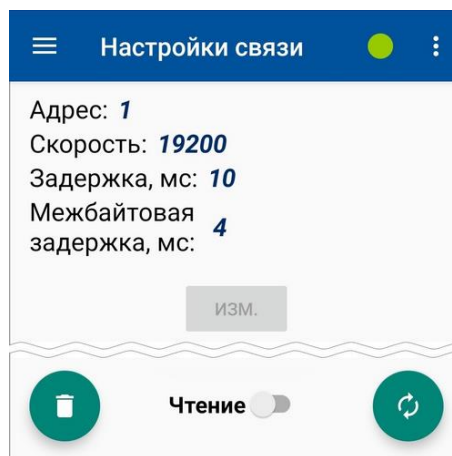 Настройки связи
Адрес: 1
Скорость: 19200
Задержка, мс: 10
Межбайтовая
задержка, мс: 4
изм.
Чтение